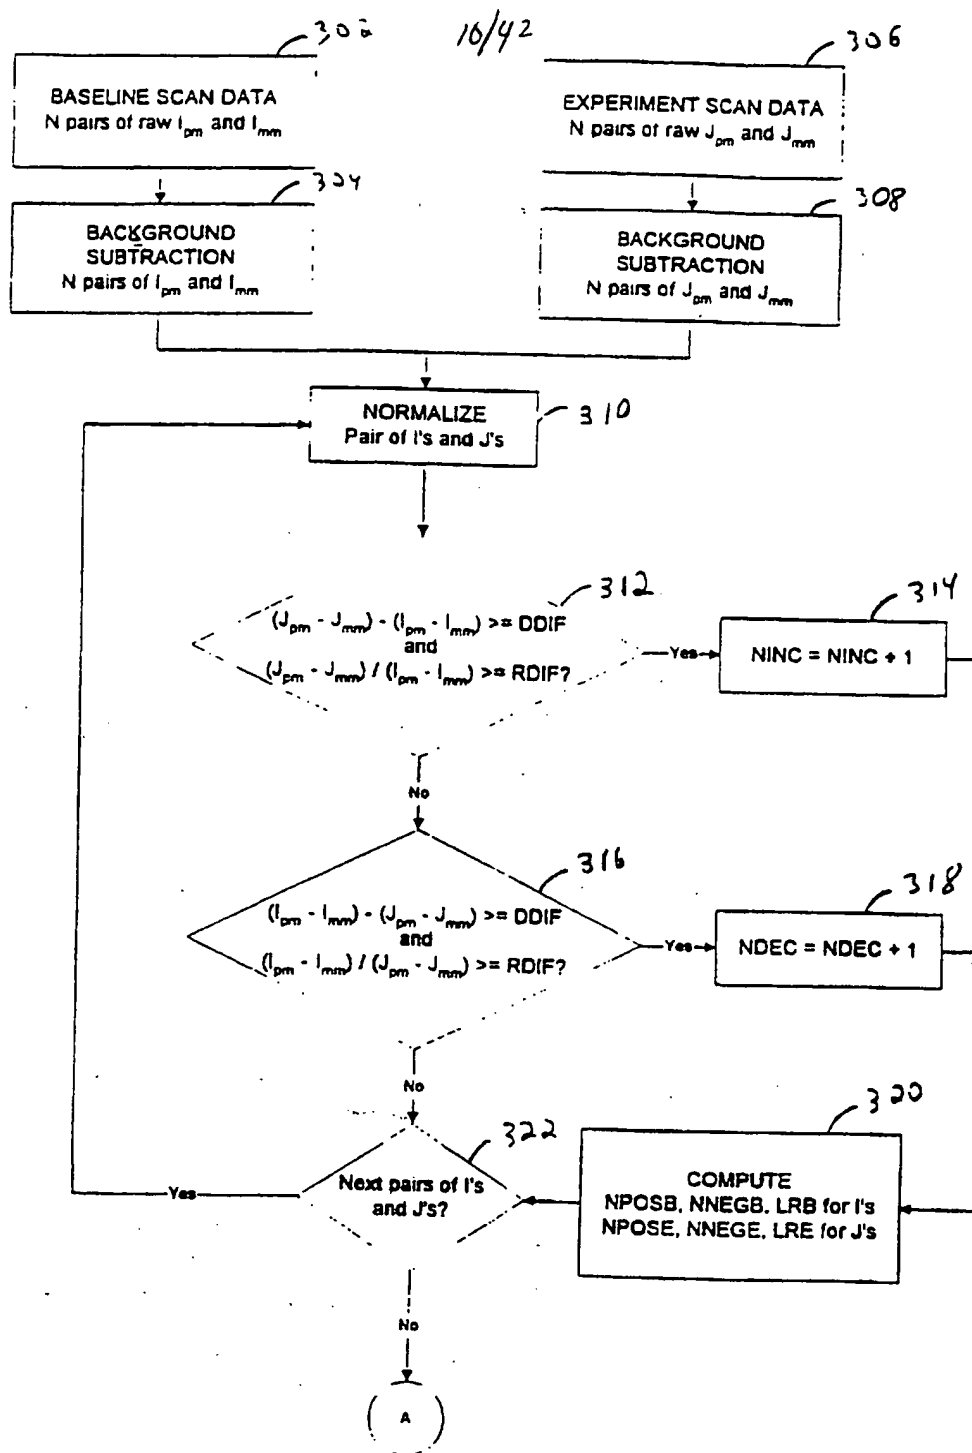 302
10/42
306
BASELINE SCAN DATA
N pairs of raw I_pm and I_mm
EXPERIMENT SCAN DATA
N pairs of raw J_pm and J_mm
304
308
BACKGROUND
SUBTRACTION
N pairs of I_pm and I_mm
BACKGROUND
SUBTRACTION
N pairs of J_pm and J_mm
NORMALIZE
Pair of I's and J's
310
312
(J_pm - J_mm) - (I_pm - I_mm) >= DDIF
and
(J_pm - J_mm) / (I_pm - I_mm) >= RDIF?
Yes
314
NINC = NINC + 1
No
316
(I_pm - I_mm) - (J_pm - J_mm) >= DDIF
and
(I_pm - I_mm) / (J_pm - J_mm) >= RDIF?
Yes
318
NDEC = NDEC + 1
No
322
Next pairs of I's
and J's?
Yes
320
COMPUTE
NPOSB, NNEGB, LRB for I's
NPOSE, NNEGE, LRE for J's
No
A